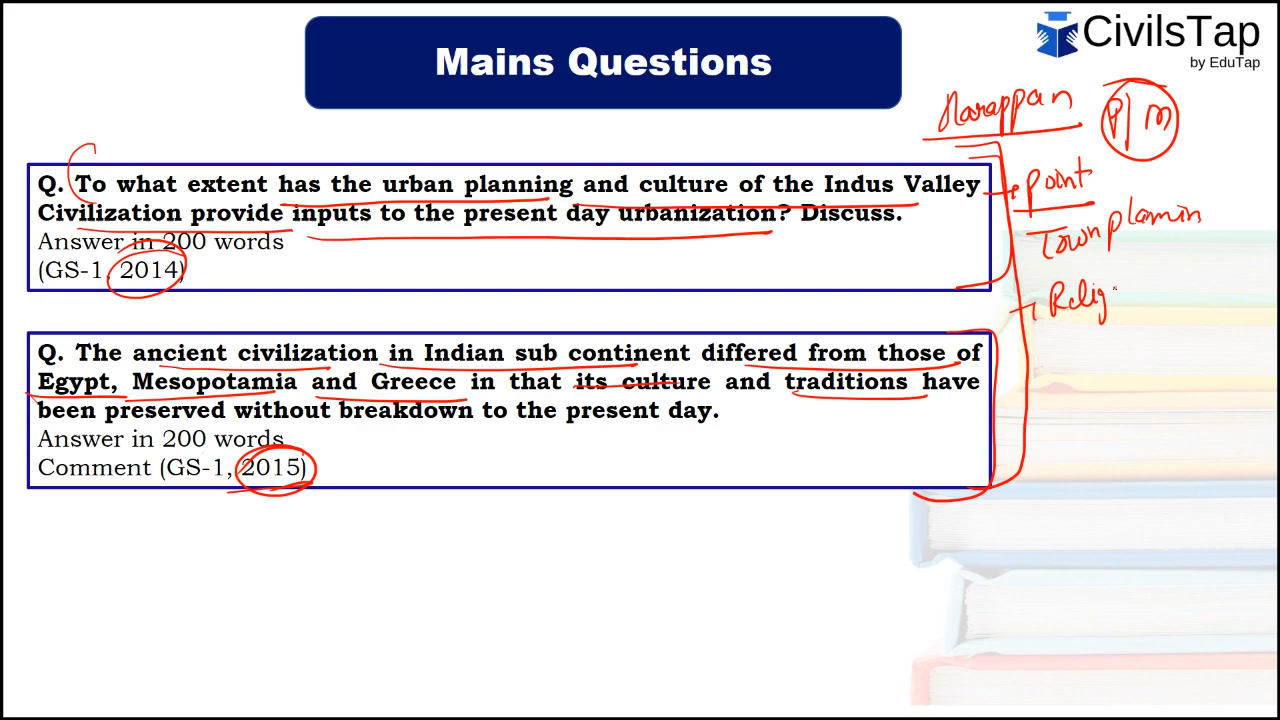 Mains Questions
CivilsTap
by EduTap
Harappan P/m
Q. To what extent has the urban planning and culture of the Indus Valley
Civilization provide inputs to the present day urbanization? Discuss.
Answer in 200 words
(GS-1, 2014)
Point
Town planin
Relig
Q. The ancient civilization in Indian sub continent differed from those of
Egypt, Mesopotamia and Greece in that its culture and traditions have
been preserved without breakdown to the present day.
Answer in 200 words
Comment (GS-1, 2015)